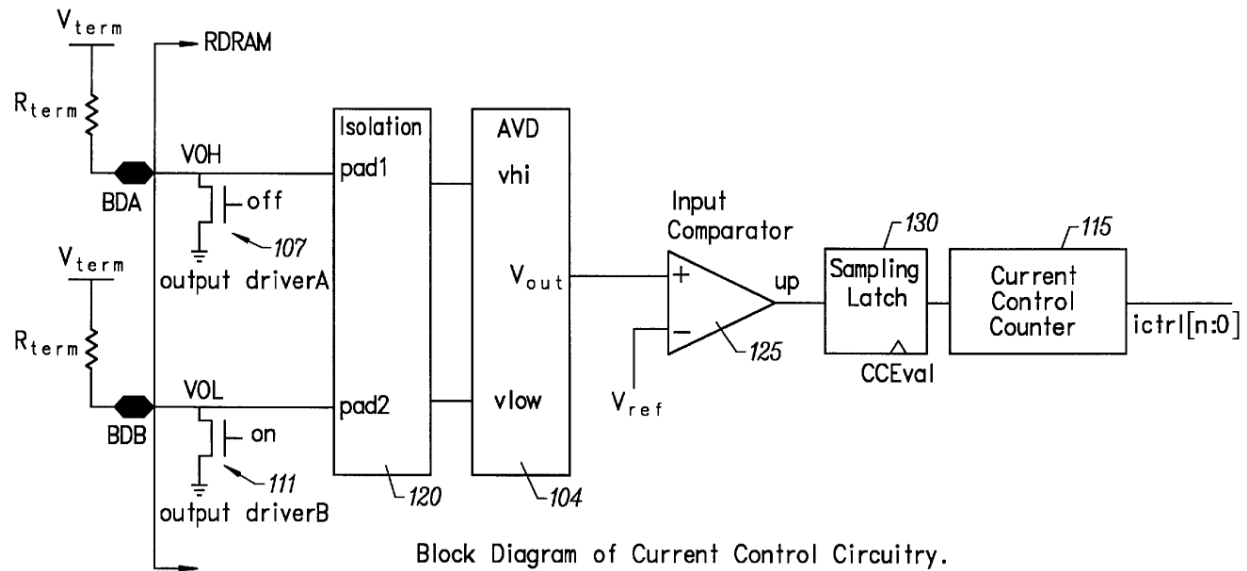 Vterm
RDRAM
Rterm
VOH
BDA
off
107
output driverA
Vterm
Rterm
VOL
BDB
on
111
output driverB
Isolation
pad1
pad2
120
AVD
vhi
Vout
vlow
104
Input
Comparator
+
−
up
125
Vref
130
Sampling
Latch
CCEval
115
Current
Control
Counter
ictrl[n:0]
Block Diagram of Current Control Circuitry.